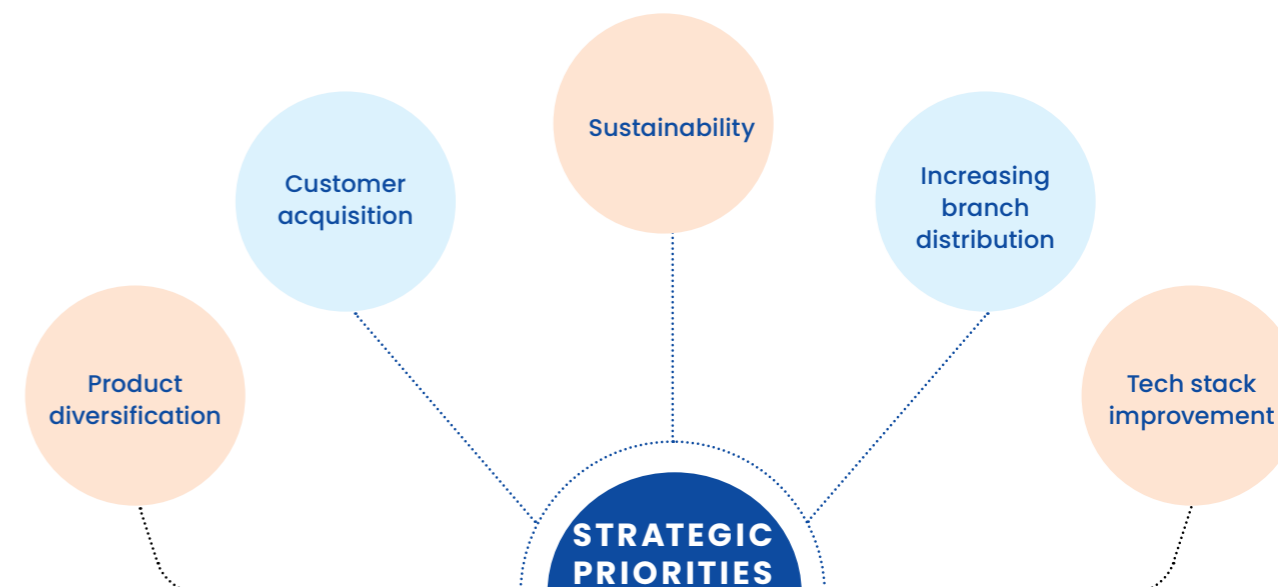 Sustainability
Customer
acquisition
Increasing
branch
distribution
Product
diversification
Tech stack
improvement
STRATEGIC
PRIORITIES